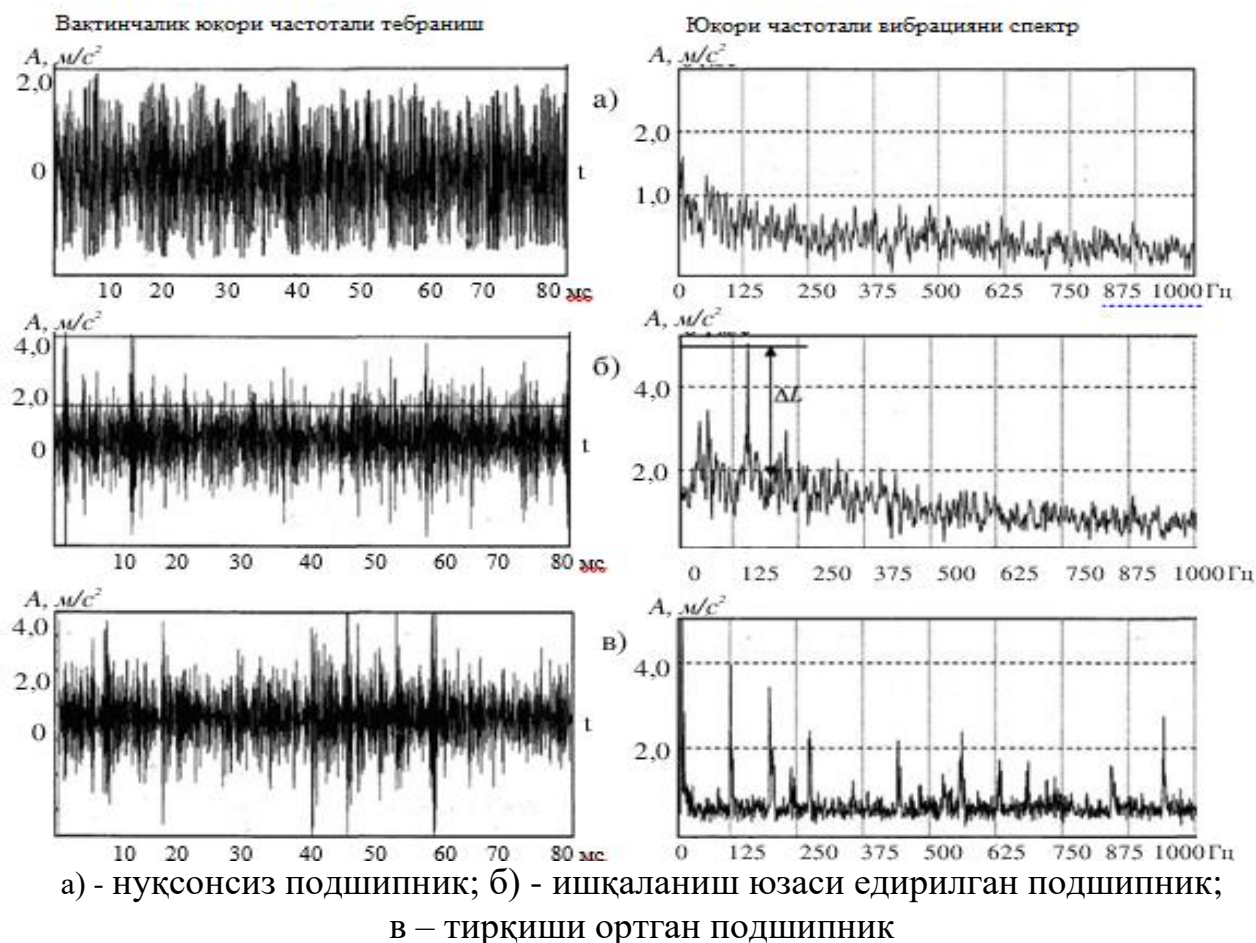 Вақтинчалик юқори частотали тебраниш
Юқори частотали вибрацияни спектр
А, м/с²
2,0
0
t
10 20 30 40 50 60 70 80 мс
а)
2,0
1,0
0 125 250 375 500 625 750 875 1000 Гц
А, м/с²
4,0
2,0
0
t
10 20 30 40 50 60 70 80 мс
б)
А, м/с²
4,0
2,0
ΔL
0 125 250 375 500 625 750 875 1000 Гц
А, м/с²
4,0
2,0
0
t
10 20 30 40 50 60 70 80 мс
в)
А, м/с²
4,0
2,0
0 125 250 375 500 625 750 875 1000 Гц
а) - нуқсонсиз подшипник; б) - ишқаланиш юзаси едирилган подшипник;
в – тирқиши ортган подшипник